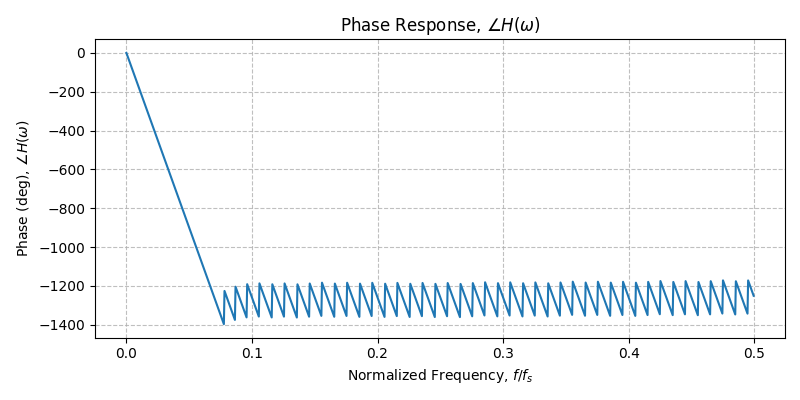 Phase Response, ∠H(ω)
Phase (deg), ∠H(ω)
0
−200
−400
−600
−800
−1000
−1200
−1400
0.0 0.1 0.2 0.3 0.4 0.5
Normalized Frequency, f/fₛ